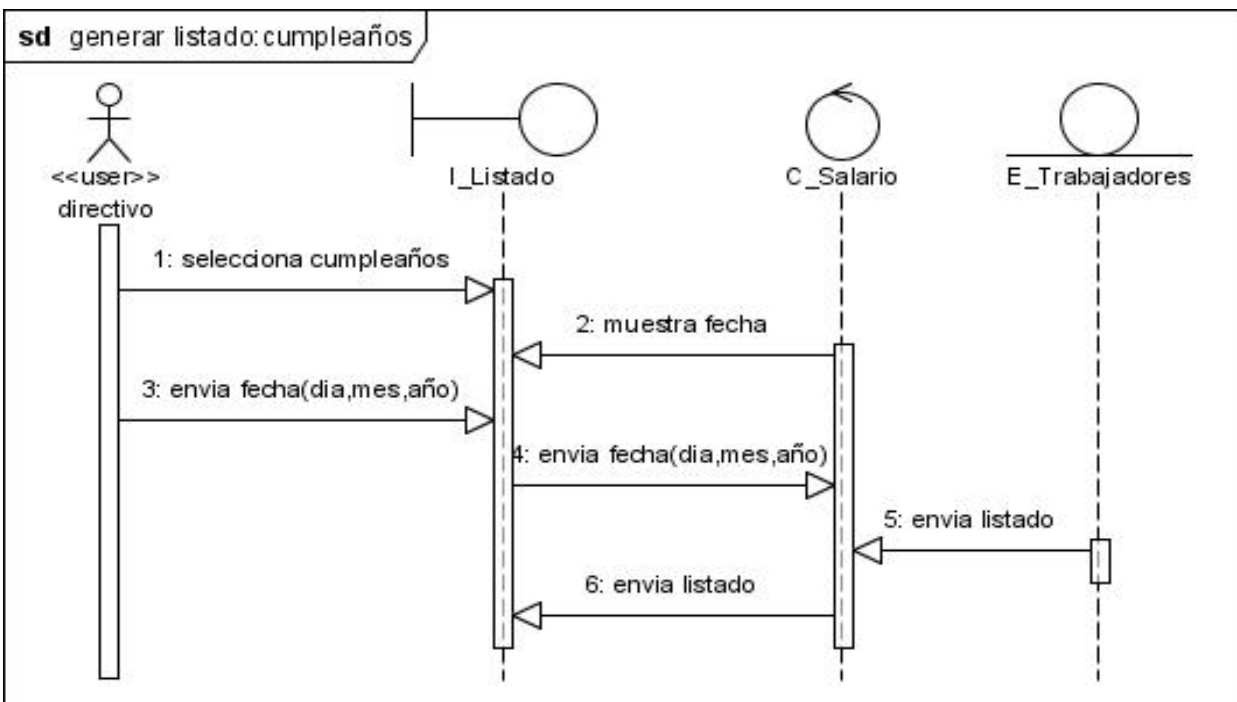 sd generar listado:cumpleaños
<<user>>
directivo
I_Listado
C_Salario
E_Trabajadores
1: selecciona cumpleaños
2: muestra fecha
3: envia fecha(dia,mes,año)
4: envia fecha(dia,mes,año)
5: envia listado
6: envia listado